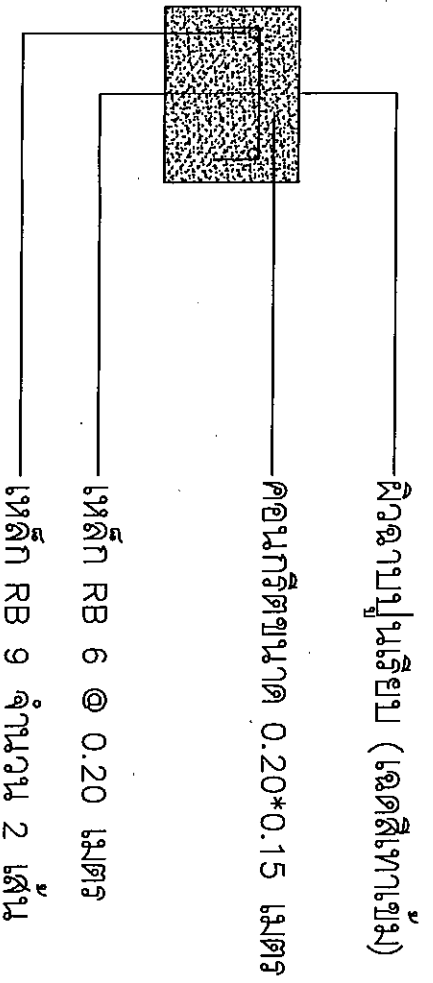 ผิวฉาบปูนเรียบ (เฉดสีเทาเข้ม)
คอนกรีตขนาด 0.20*0.15 เมตร
เหล็ก RB 6 @ 0.20 เมตร
เหล็ก RB 9 จำนวน 2 เส้น